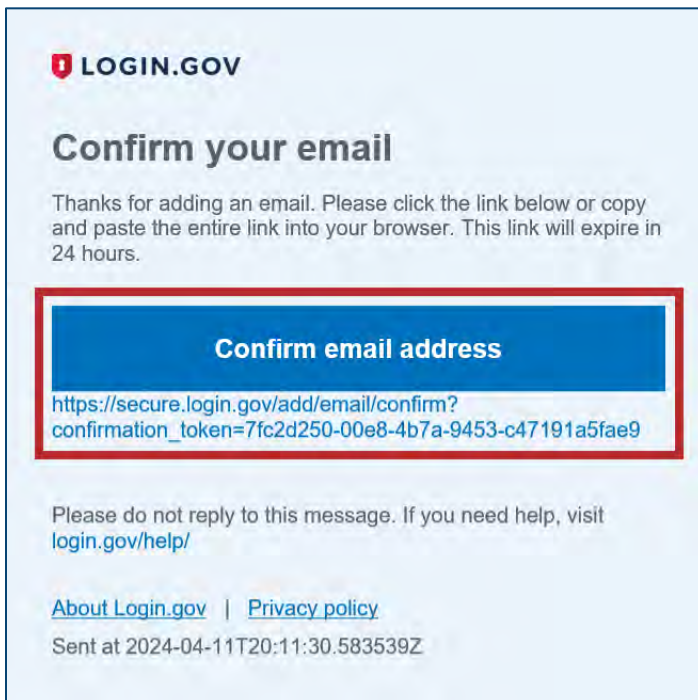 LOGIN.GOV
Confirm your email
Thanks for adding an email. Please click the link below or copy
and paste the entire link into your browser. This link will expire in
24 hours.
Confirm email address
https://secure.login.gov/add/email/confirm?
confirmation_token=7fc2d250-00e8-4b7a-9453-c47191a5fae9
Please do not reply to this message. If you need help, visit
login.gov/help/
About Login.gov | Privacy policy
Sent at 2024-04-11T20:11:30.583539Z